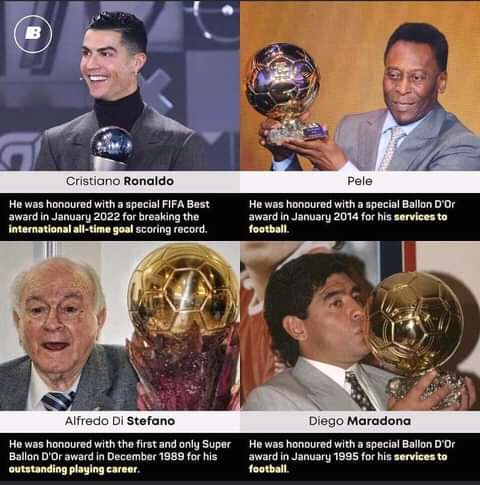 B
Cristiano Ronaldo
He was honoured with a special FIFA Best
award in January 2022 for breaking the
international all-time goal scoring record.
Pele
He was honoured with a special Ballon D'Or
award in January 2014 for his services to
football.
Alfredo Di Stefano
He was honoured with the first and only Super
Ballon D'Or award in December 1989 for his
outstanding playing career.
Diego Maradona
He was honoured with a special Ballon D'Or
award in January 1995 for his services to
football.